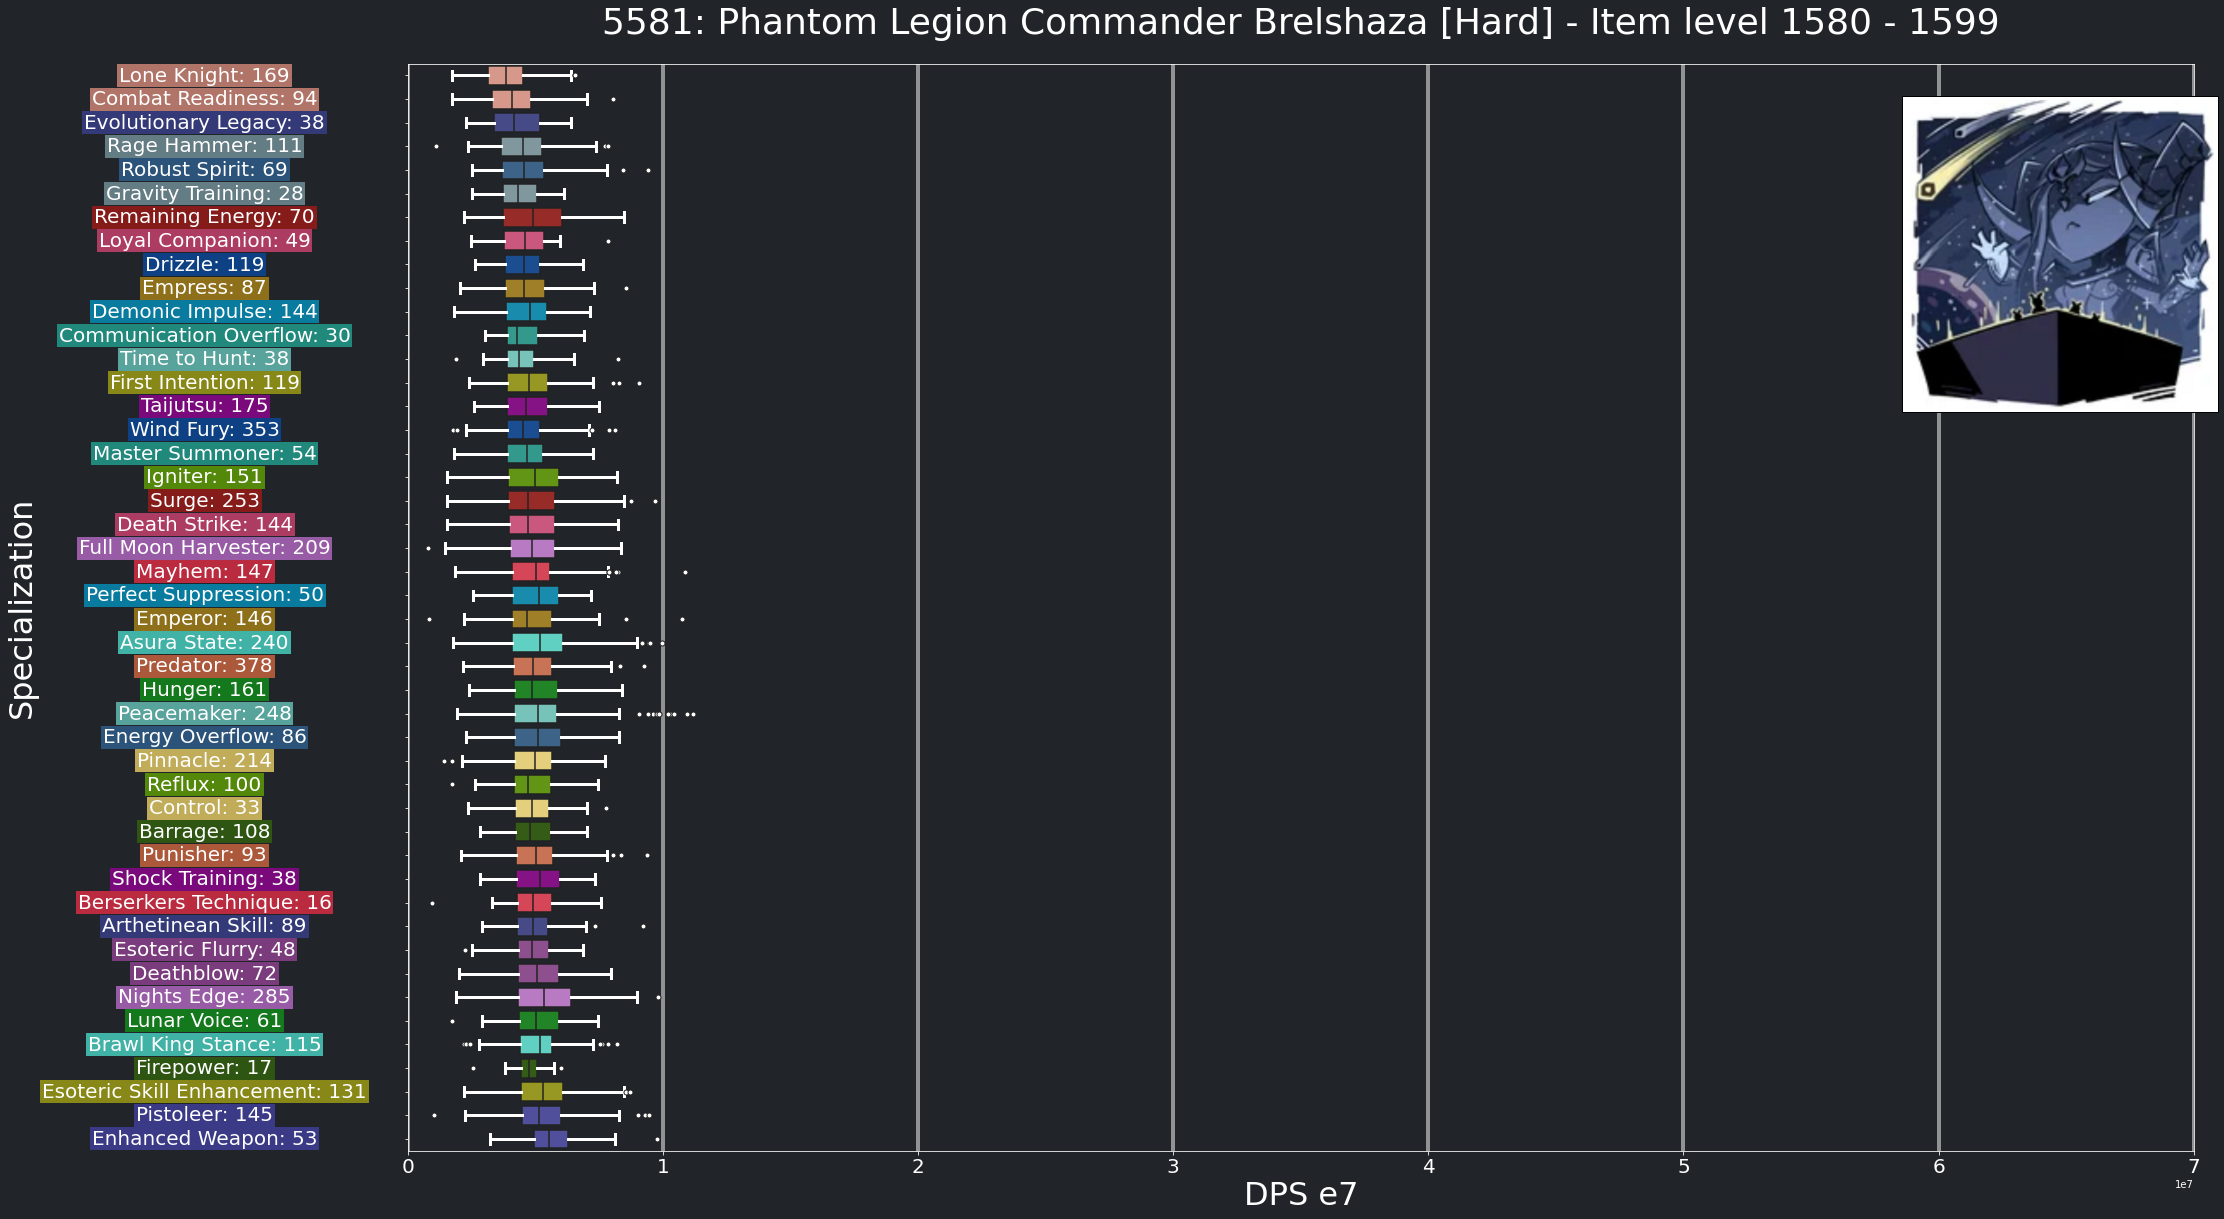 5581: Phantom Legion Commander Brelshaza [Hard] - Item level 1580 - 1599
Lone Knight: 169
Combat Readiness: 94
Evolutionary Legacy: 38
Rage Hammer: 111
Robust Spirit: 69
Gravity Training: 28
Remaining Energy: 70
Loyal Companion: 49
Drizzle: 119
Empress: 87
Demonic Impulse: 144
Communication Overflow: 30
Time to Hunt: 38
First Intention: 119
Taijutsu: 175
Wind Fury: 353
Master Summoner: 54
Igniter: 151
Surge: 253
Death Strike: 144
Full Moon Harvester: 209
Mayhem: 147
Perfect Suppression: 50
Emperor: 146
Asura State: 240
Predator: 378
Hunger: 161
Peacemaker: 248
Energy Overflow: 86
Pinnacle: 214
Reflux: 100
Control: 33
Barrage: 108
Punisher: 93
Shock Training: 38
Berserkers Technique: 16
Arthetinean Skill: 89
Esoteric Flurry: 48
Deathblow: 72
Nights Edge: 285
Lunar Voice: 61
Brawl King Stance: 115
Firepower: 17
Esoteric Skill Enhancement: 131
Pistoleer: 145
Enhanced Weapon: 53
Specialization
0 1 2 3 4 5 6 7
1e7
DPS e7